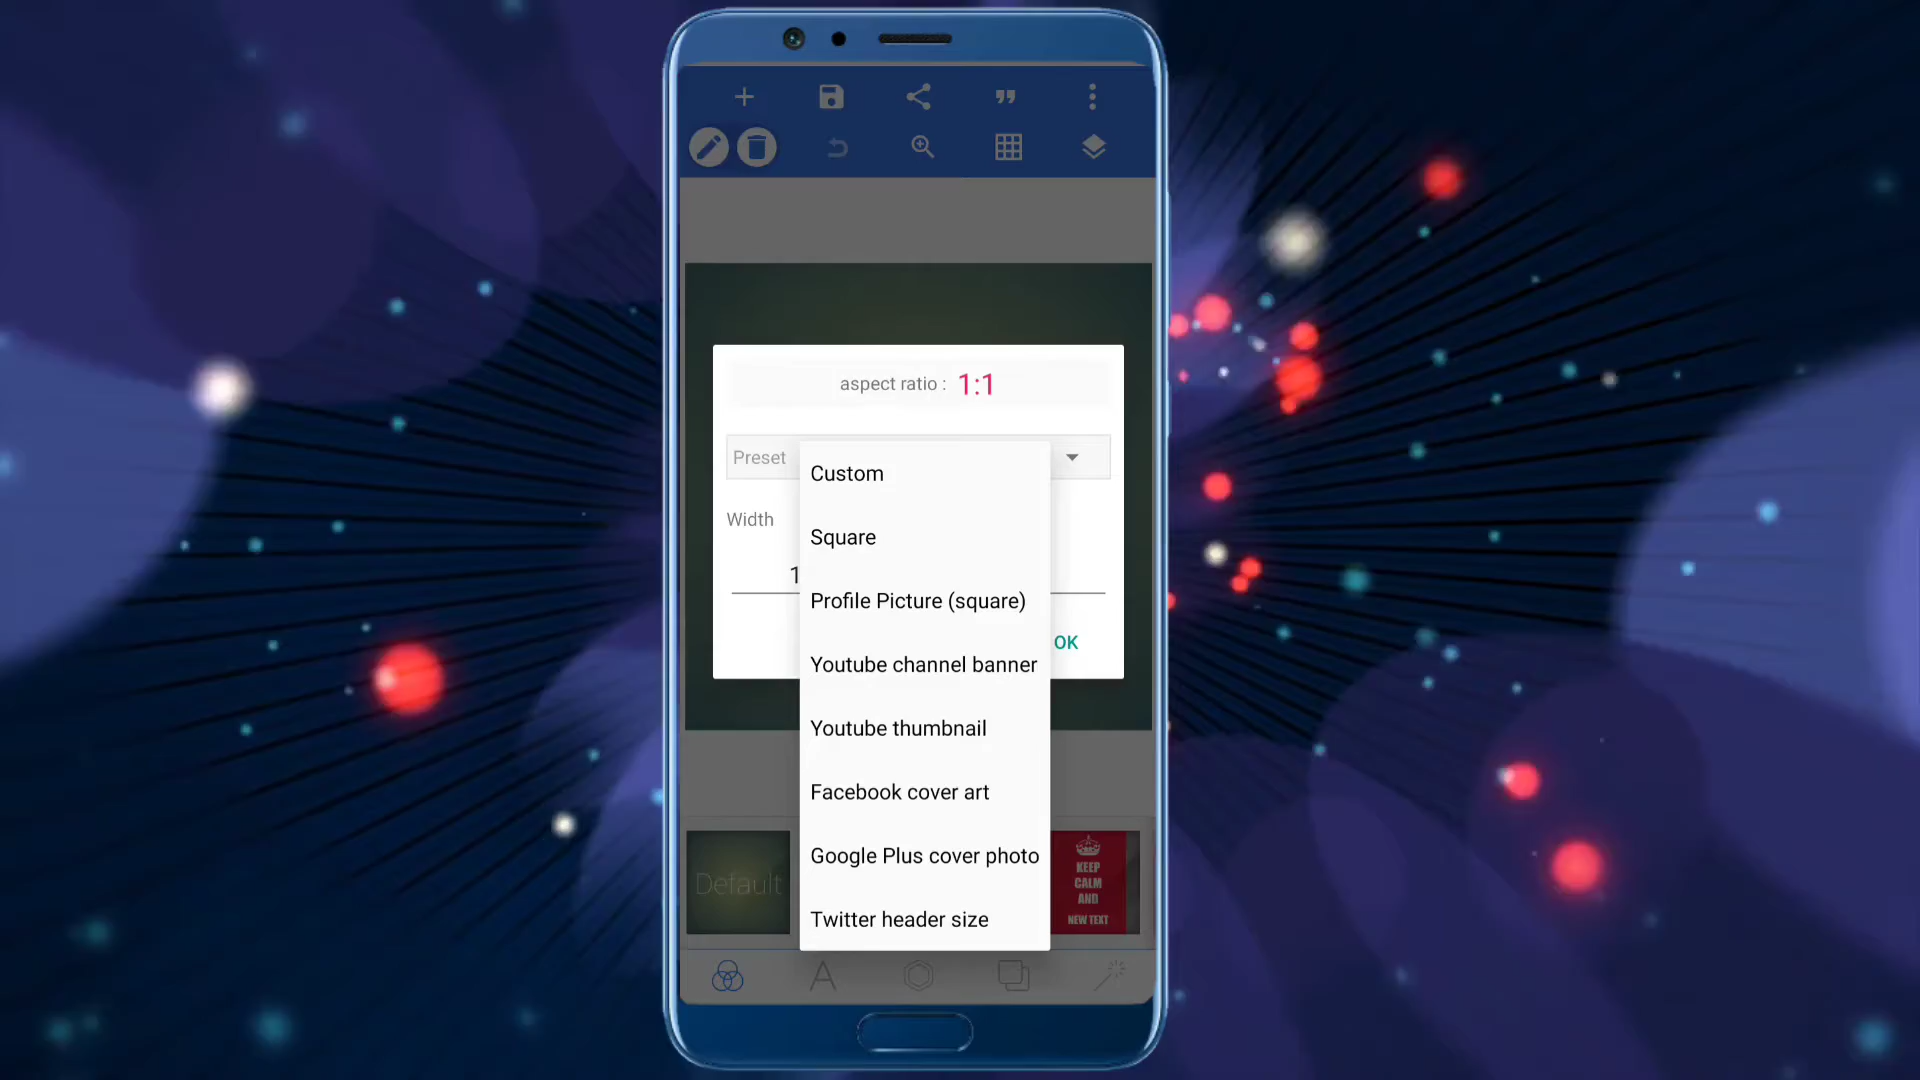 aspect ratio : 1:1
Preset
Custom
Width
Square
1
Profile Picture (square)
OK
Youtube channel banner
Youtube thumbnail
Facebook cover art
Google Plus cover photo
Twitter header size
Default
KEEP
CALM
AND
NEW TEXT